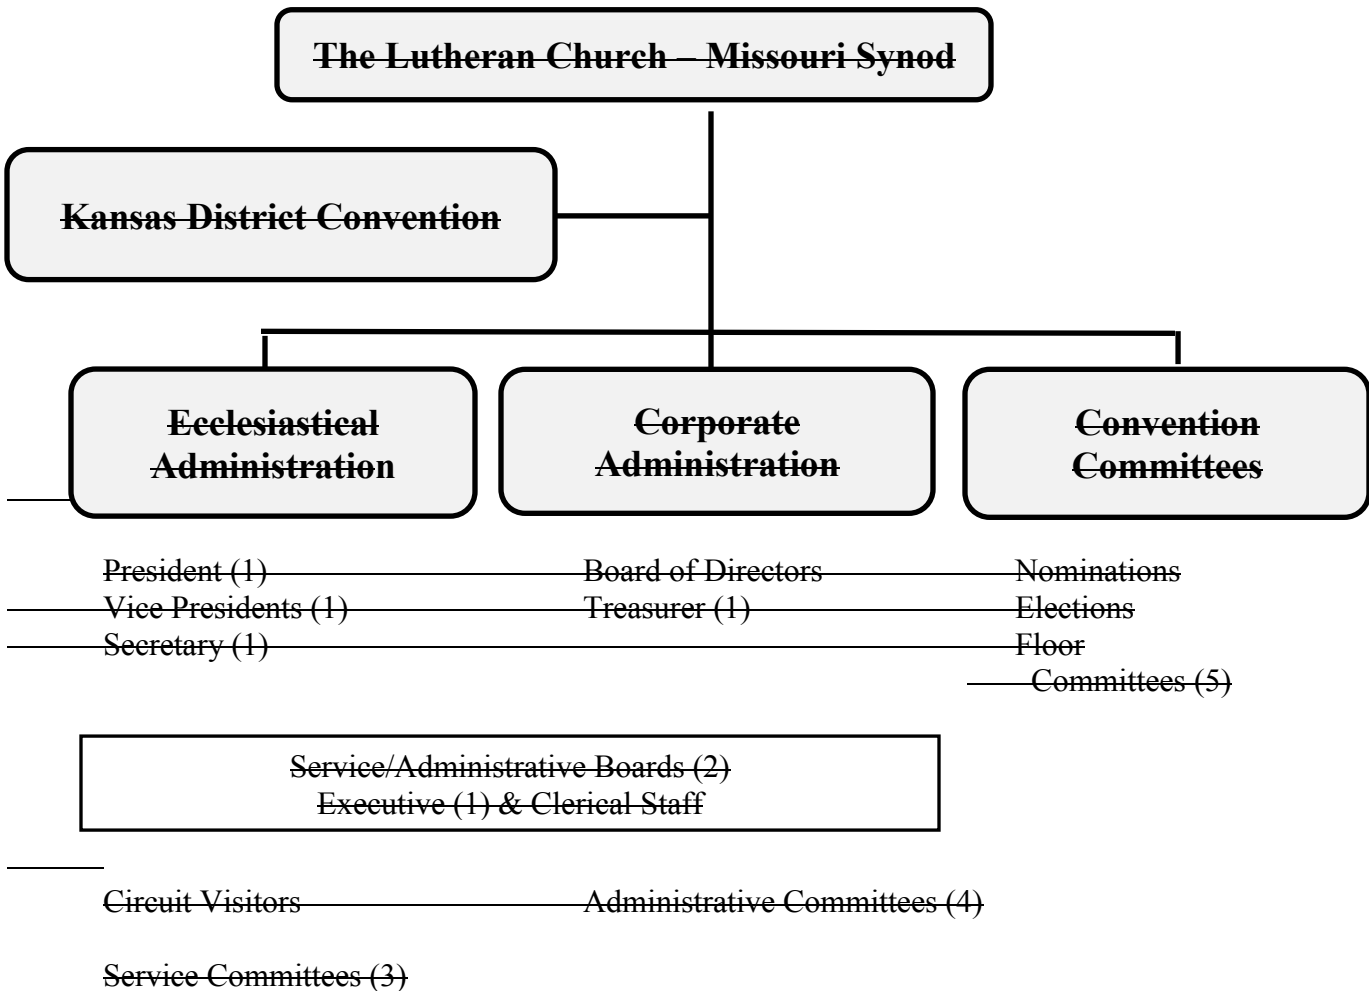 The Lutheran Church – Missouri Synod
Kansas District Convention
Ecclesiastical
Administration
Corporate
Administration
Convention
Committees
President (1) Board of Directors Nominations
Vice Presidents (1) Treasurer (1) Elections
Secretary (1) Floor
Committees (5)
Service/Administrative Boards (2)
Executive (1) & Clerical Staff
Circuit Visitors Administrative Committees (4)
Service Committees (3)